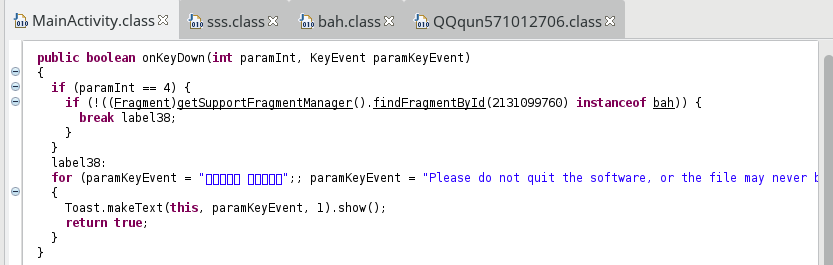 MainActivity.class sss.class bah.class QQqun571012706.class
public boolean onKeyDown(int paramInt, KeyEvent paramKeyEvent)
{
if (paramInt == 4) {
if (!((Fragment)getSupportFragmentManager().findFragmentById(2131099760) instanceof bah)) {
break label38;
}
}
label38:
for (paramKeyEvent = "▯▯▯▯▯ ▯▯▯▯▯";; paramKeyEvent = "Please do not quit the software, or the file may never b
{
Toast.makeText(this, paramKeyEvent, 1).show();
return true;
}
}